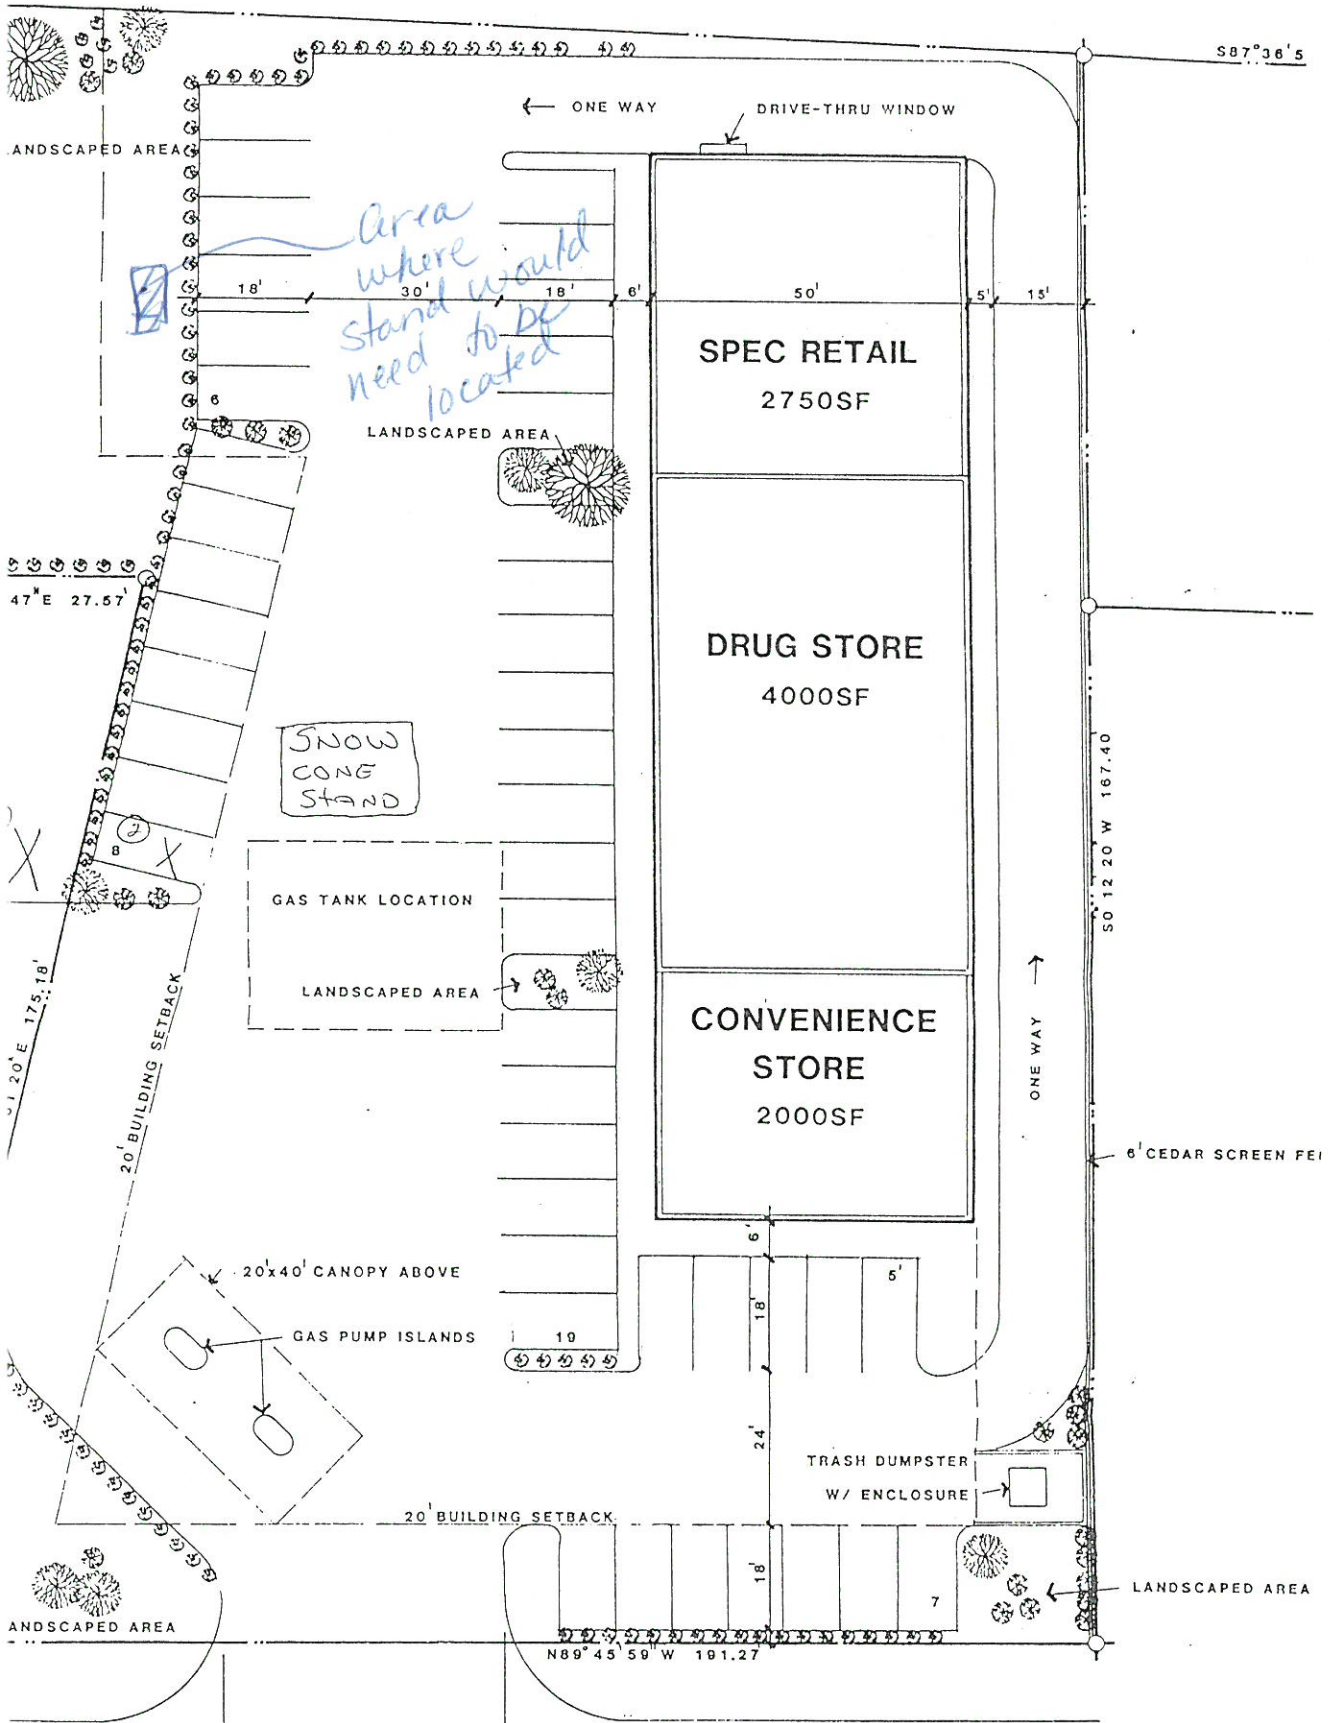 S87°36'5
← ONE WAY
DRIVE-THRU WINDOW
ANDSCAPED AREA
area
where
stand would
need to be
located
18'
30'
18'
6'
50'
5'
15'
SPEC RETAIL
2750SF
6
LANDSCAPED AREA
47"E 27.57'
DRUG STORE
4000SF
SNOW
CONE
STAND
S0°12'20"W 167.40
2
8
X
X
GAS TANK LOCATION
LANDSCAPED AREA
20"E 175.18'
20' BUILDING SETBACK
CONVENIENCE
STORE
2000SF
ONE WAY →
6' CEDAR SCREEN FE
6'
20'x40' CANOPY ABOVE
5'
18'
GAS PUMP ISLANDS
19
24'
TRASH DUMPSTER
W/ ENCLOSURE
20' BUILDING SETBACK
18'
7
LANDSCAPED AREA
ANDSCAPED AREA
N89°45'59"W 191.27'